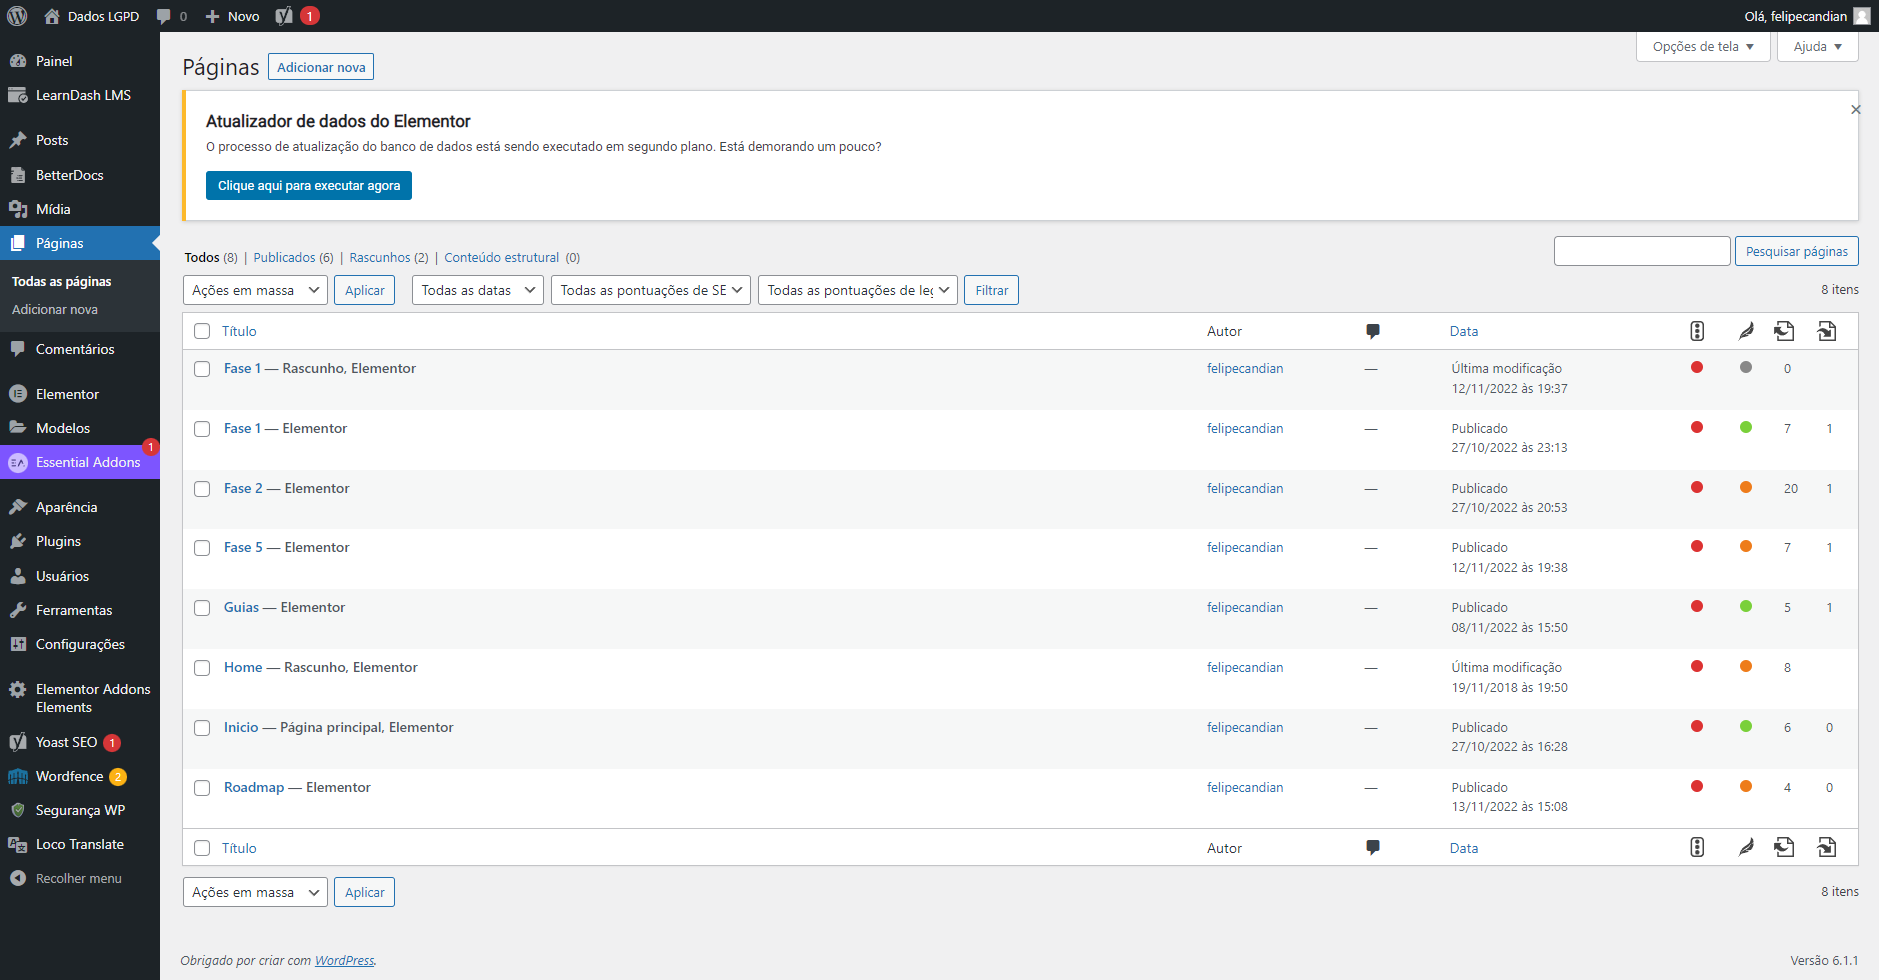 Dados LGPD 0 Novo 1 Olá, felipecandian
Painel
LearnDash LMS
Posts
BetterDocs
Mídia
Páginas
Todas as páginas
Adicionar nova
Comentários
Elementor
Modelos
Essential Addons 1
Aparência
Plugins
Usuários
Ferramentas
Configurações
Elementor Addons
Elements
Yoast SEO 1
Wordfence 2
Segurança WP
Loco Translate
Recolher menu
Opções de tela Ajuda
Páginas Adicionar nova
Atualizador de dados do Elementor
O processo de atualização do banco de dados está sendo executado em segundo plano. Está demorando um pouco?
Clique aqui para executar agora
Todos (8) | Publicados (6) | Rascunhos (2) | Conteúdo estrutural (0) Pesquisar páginas
Ações em massa Aplicar Todas as datas Todas as pontuações de SE Todas as pontuações de leg Filtrar 8 itens
Título Autor Data
Fase 1 — Rascunho, Elementor felipecandian — Última modificação 0
12/11/2022 às 19:37
Fase 1 — Elementor felipecandian — Publicado 7 1
27/10/2022 às 23:13
Fase 2 — Elementor felipecandian — Publicado 20 1
27/10/2022 às 20:53
Fase 5 — Elementor felipecandian — Publicado 7 1
12/11/2022 às 19:38
Guias — Elementor felipecandian — Publicado 5 1
08/11/2022 às 15:50
Home — Rascunho, Elementor felipecandian — Última modificação 8
19/11/2018 às 19:50
Inicio — Página principal, Elementor felipecandian — Publicado 6 0
27/10/2022 às 16:28
Roadmap — Elementor felipecandian — Publicado 4 0
13/11/2022 às 15:08
Título Autor Data
Ações em massa Aplicar 8 itens
Obrigado por criar com WordPress. Versão 6.1.1